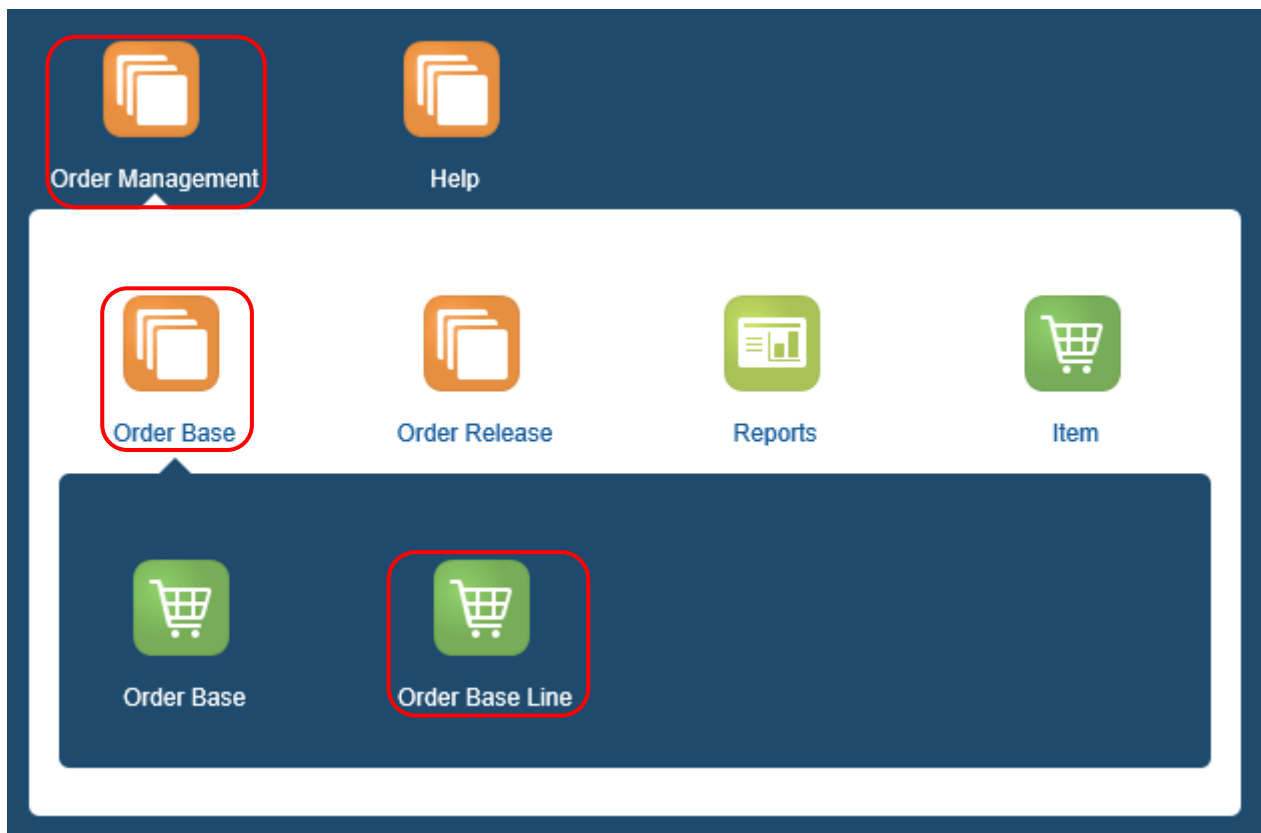 Order Management
Help
Order Base
Order Release
Reports
Item
Order Base
Order Base Line